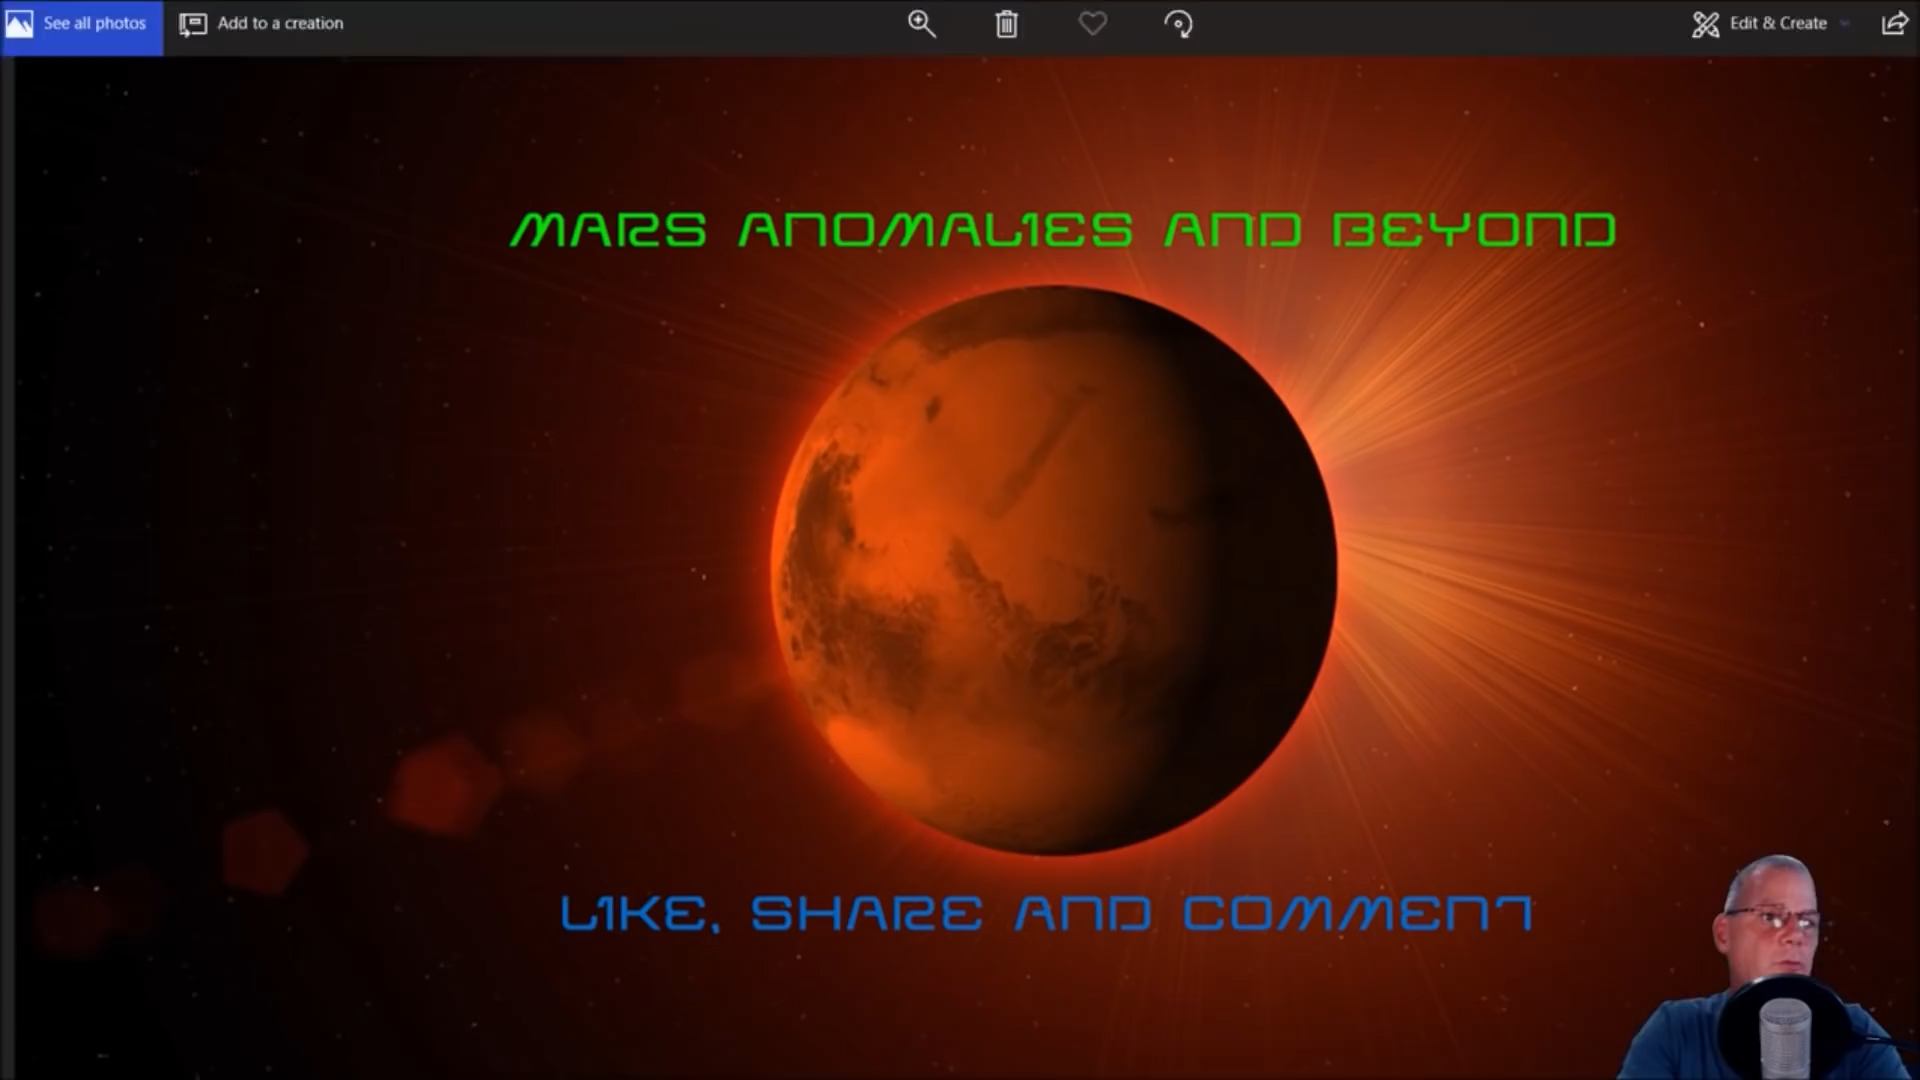 See all photos Add to a creation Edit & Create
MARS ANOMALIES AND BEYOND
LIKE, SHARE AND COMMENT